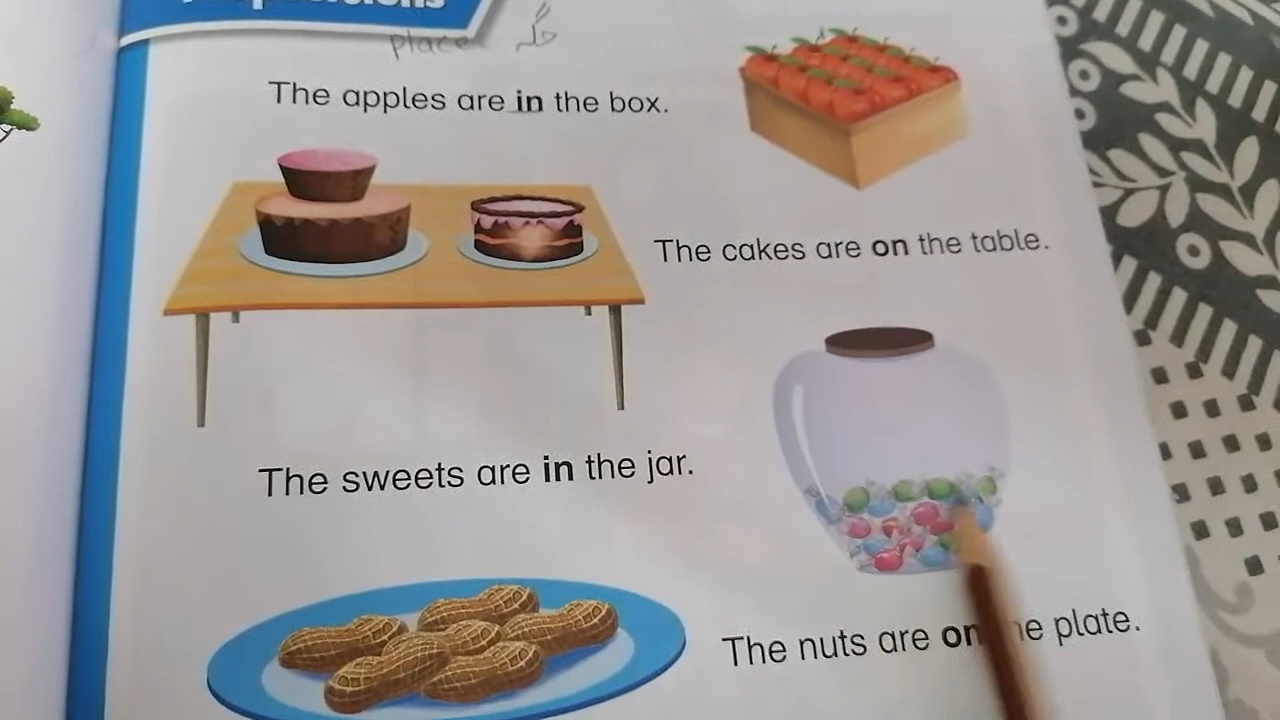 place
The apples are in the box.
The cakes are on the table.
The sweets are in the jar.
The nuts are on plate.